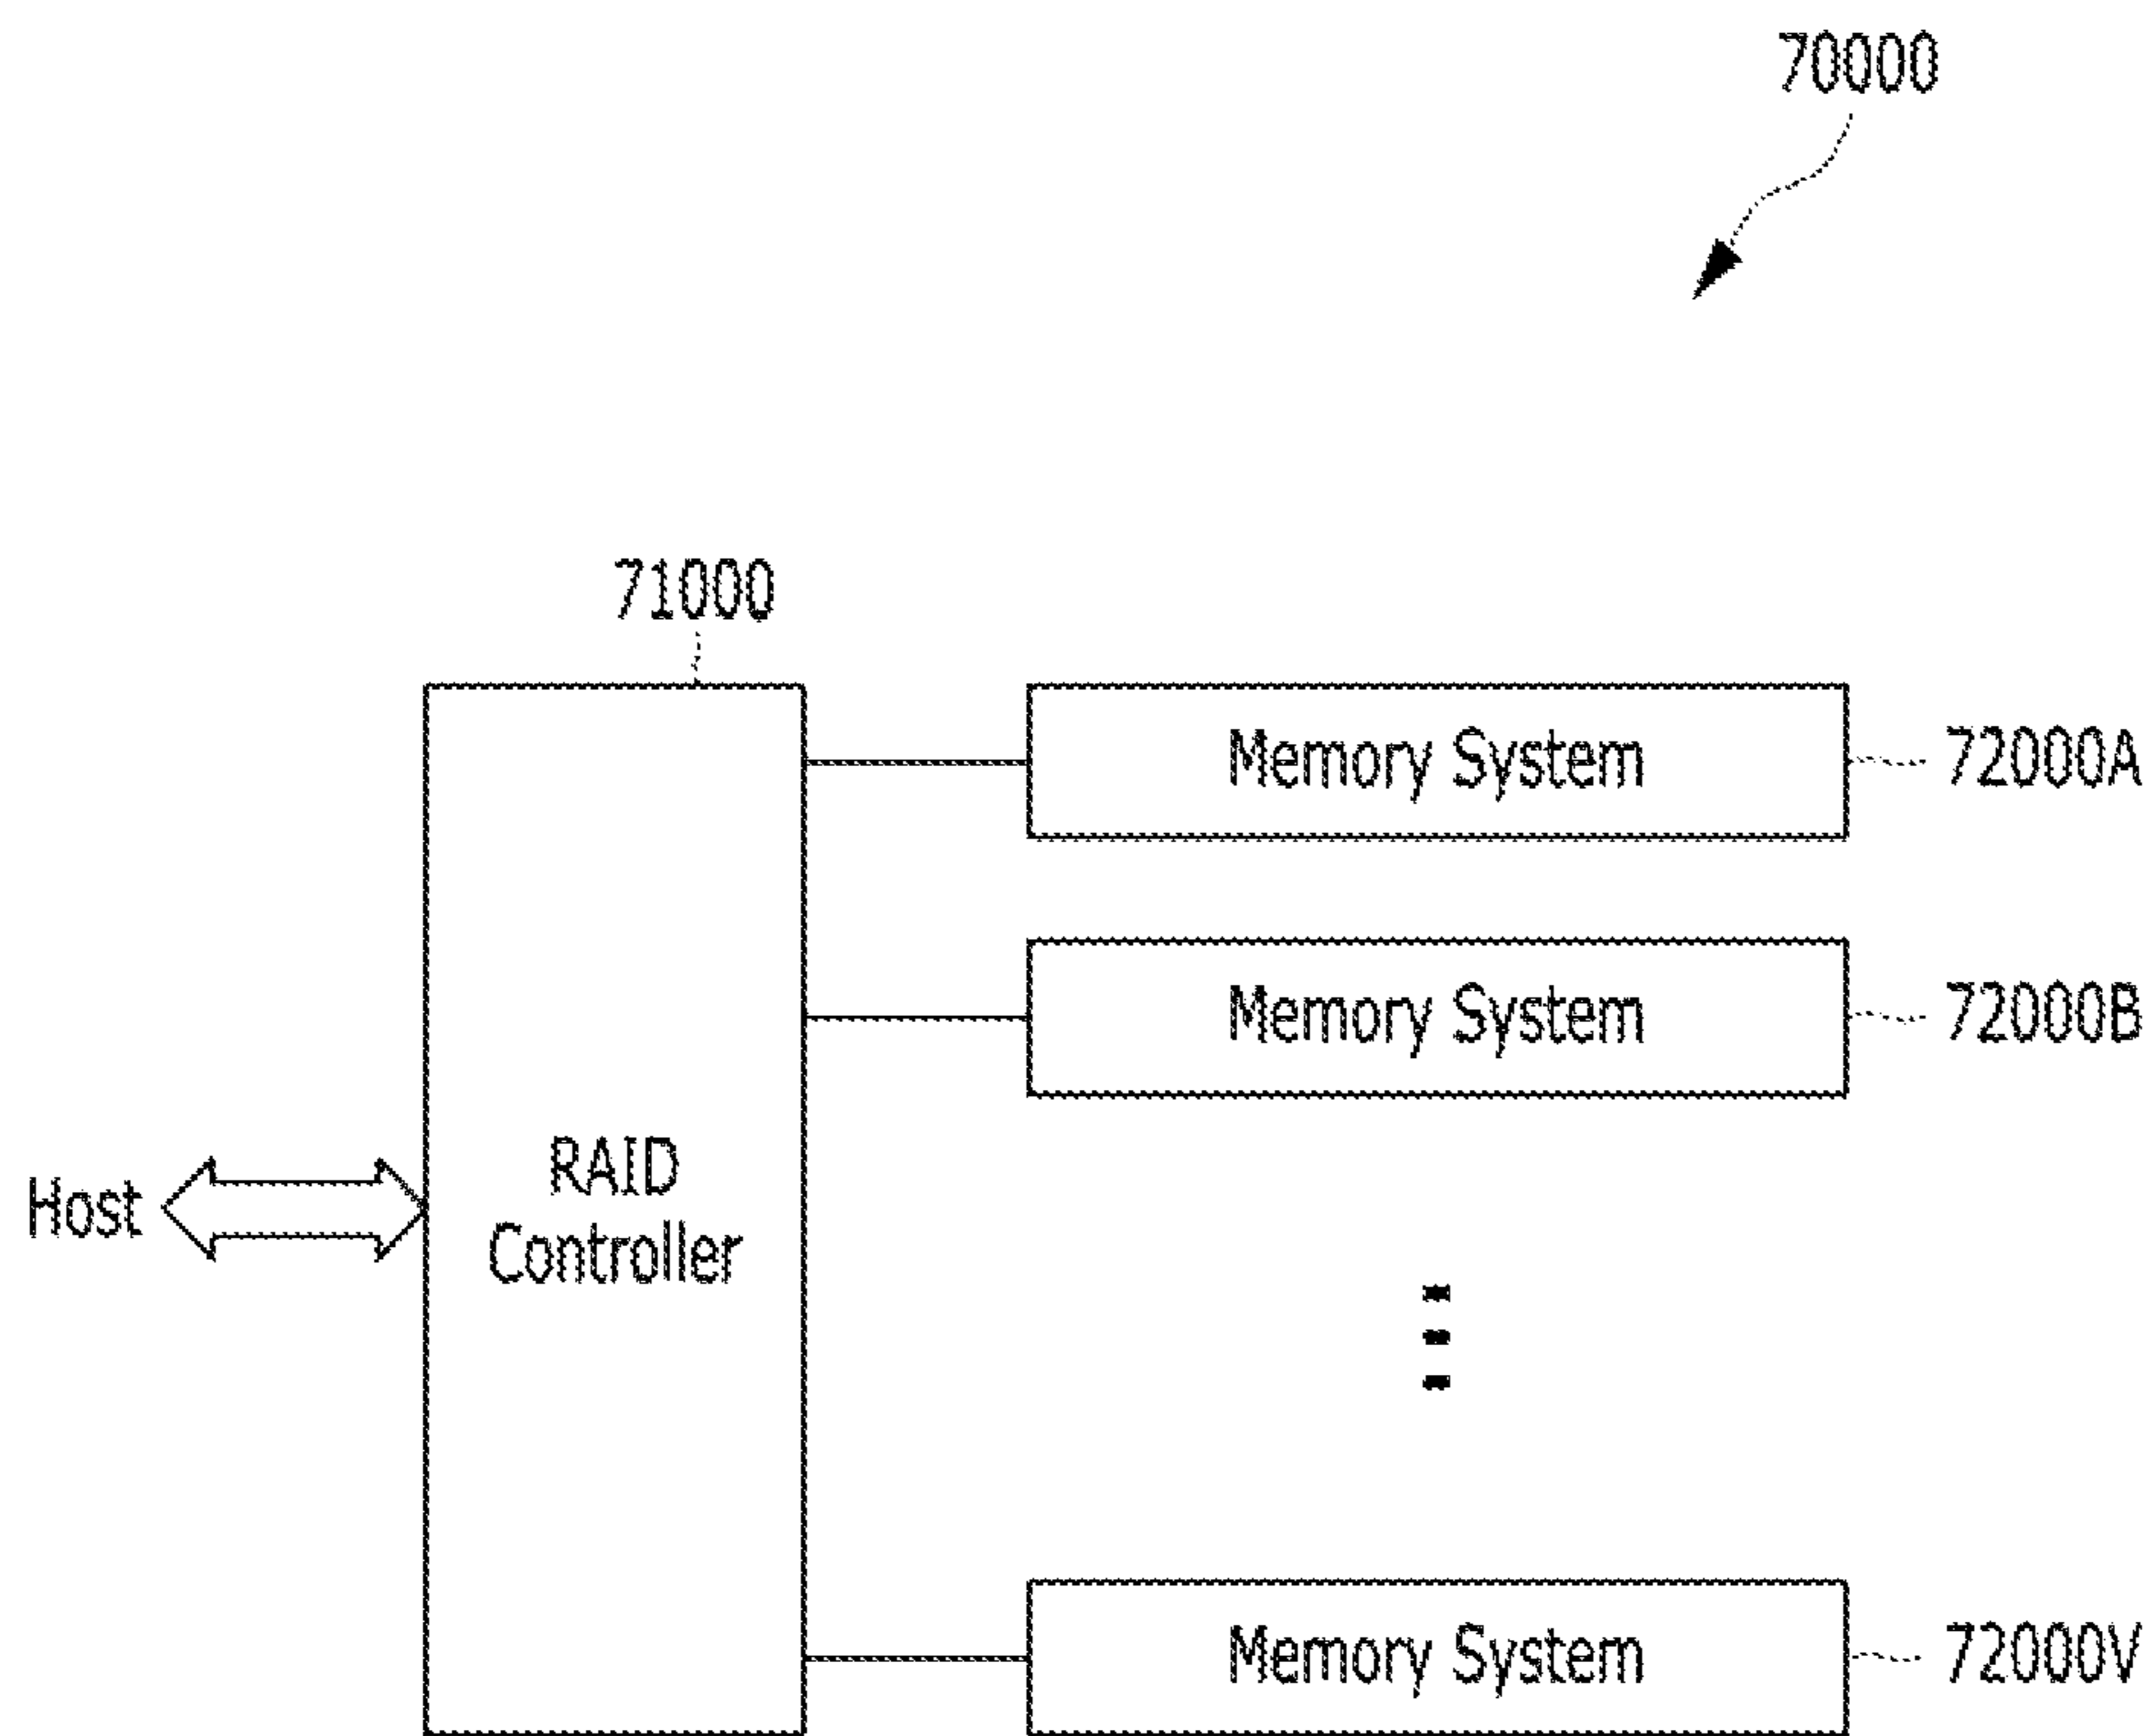 70000
71000
Memory System
72000A
Memory System
72000B
RAID
Controller
Host
Memory System
72000V